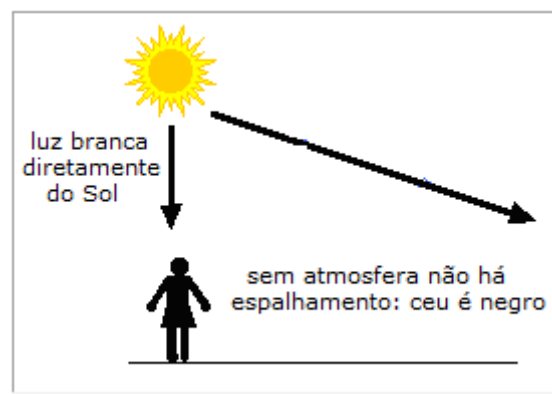 luz branca
diretamente
do Sol
sem atmosfera não há
espalhamento: ceu é negro